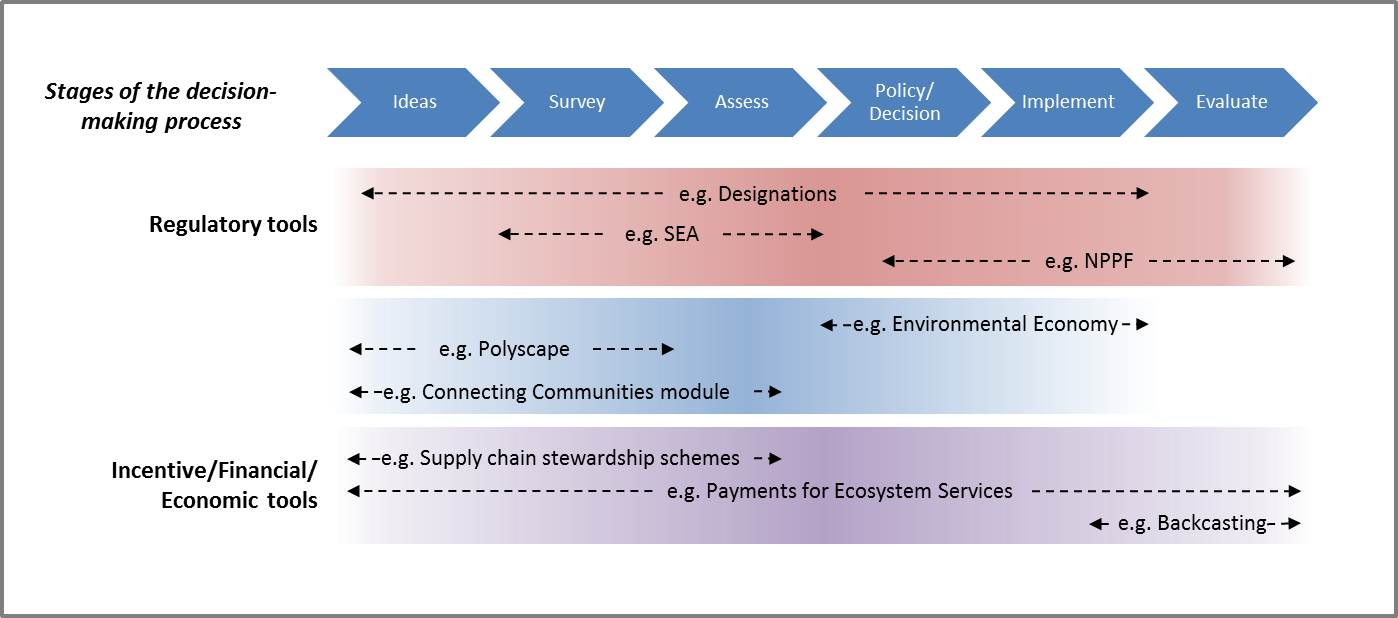 Stages of the decision-
making process
Ideas
Survey
Assess
Policy/
Decision
Implement
Evaluate
Regulatory tools
e.g. Designations
e.g. SEA
e.g. NPPF
e.g. Environmental Economy
e.g. Polyscape
e.g. Connecting Communities module
Incentive/Financial/
Economic tools
e.g. Supply chain stewardship schemes
e.g. Payments for Ecosystem Services
e.g. Backcasting